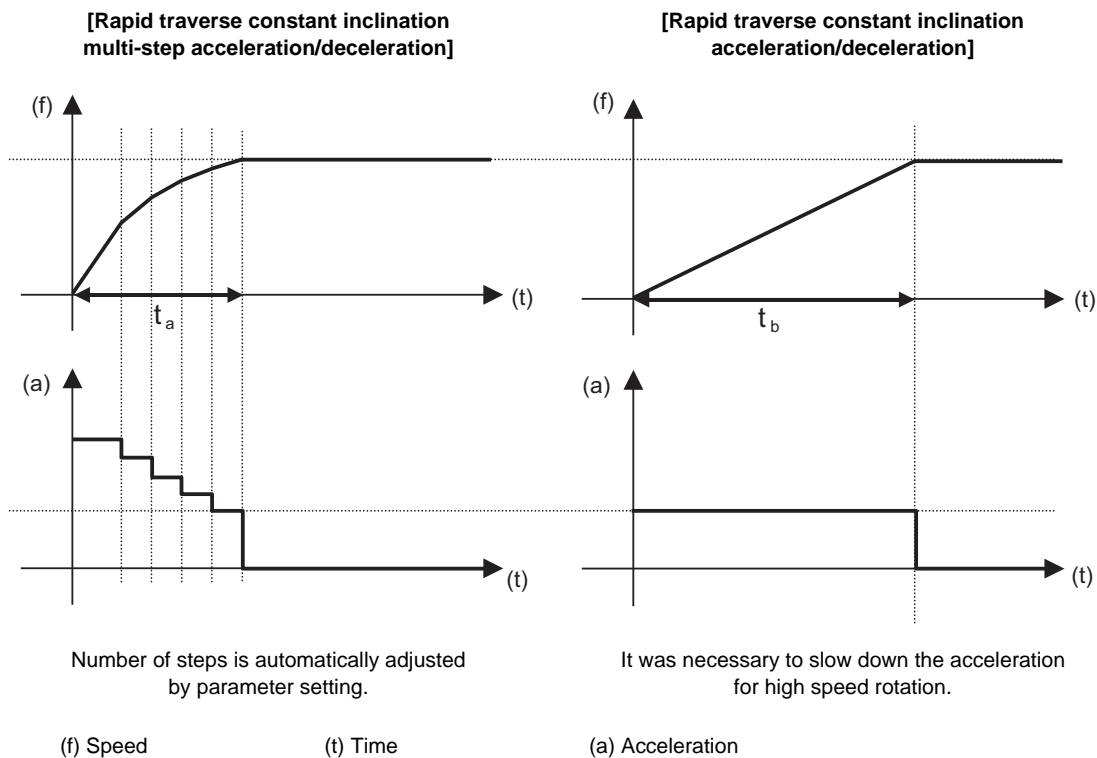 [Rapid traverse constant inclination
multi-step acceleration/deceleration]
[Rapid traverse constant inclination
acceleration/deceleration]
(f)
(t)
ta
(f)
(t)
tb
(a)
(t)
(a)
(t)
Number of steps is automatically adjusted
by parameter setting.
It was necessary to slow down the acceleration
for high speed rotation.
(f) Speed
(t) Time
(a) Acceleration